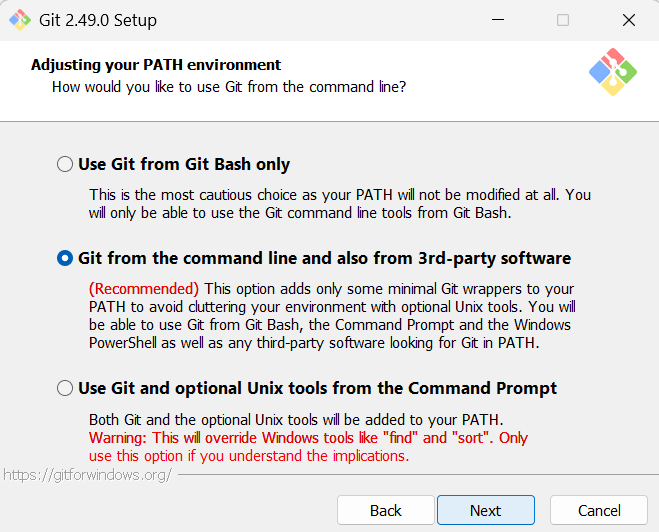 Git 2.49.0 Setup
Adjusting your PATH environment
How would you like to use Git from the command line?
Use Git from Git Bash only
This is the most cautious choice as your PATH will not be modified at all. You
will only be able to use the Git command line tools from Git Bash.
Git from the command line and also from 3rd-party software
(Recommended) This option adds only some minimal Git wrappers to your
PATH to avoid cluttering your environment with optional Unix tools. You will
be able to use Git from Git Bash, the Command Prompt and the Windows
PowerShell as well as any third-party software looking for Git in PATH.
Use Git and optional Unix tools from the Command Prompt
Both Git and the optional Unix tools will be added to your PATH.
Warning: This will override Windows tools like "find" and "sort". Only
use this option if you understand the implications.
https://gitforwindows.org/
Back
Next
Cancel